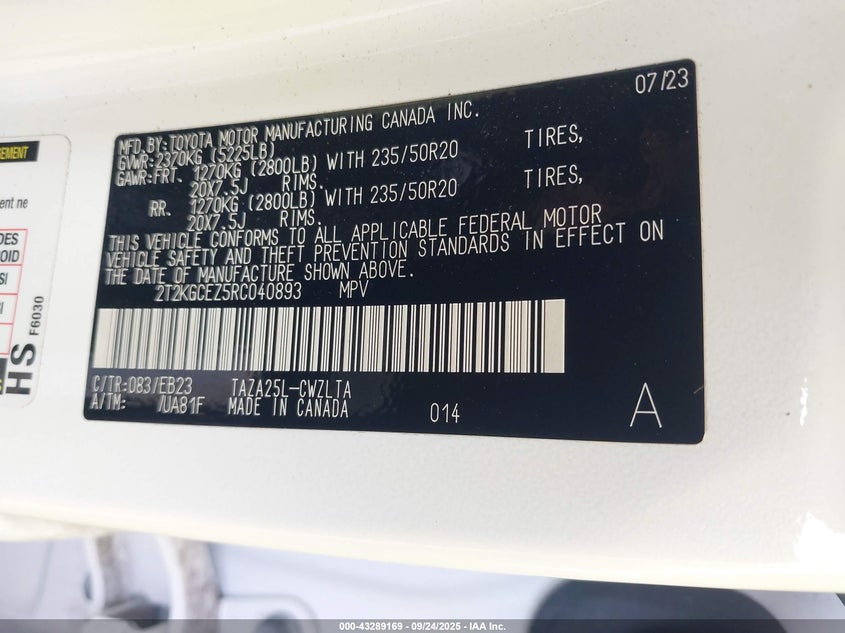 07/23
MFD.BY:TOYOTA MOTOR MANUFACTURING CANADA INC.
GVWR:2370KG (5225LB)
GAWR:FRT. 1270KG (2800LB) WITH 235/50R20 TIRES,
20X7.5J RIMS.
RR. 1270KG (2800LB) WITH 235/50R20 TIRES,
20X7.5J RIMS.
THIS VEHICLE CONFORMS TO ALL APPLICABLE FEDERAL MOTOR
VEHICLE SAFETY AND THEFT PREVENTION STANDARDS IN EFFECT ON
THE DATE OF MANUFACTURE SHOWN ABOVE.
2T2KGCEZ5RC040893 MPV
C/TR:083/EB23 TAZA25L-CWZLTA
A/TM: /UA81F MADE IN CANADA 014 A
HS F6030
000-43289169 - 09/24/2025 - IAA Inc.